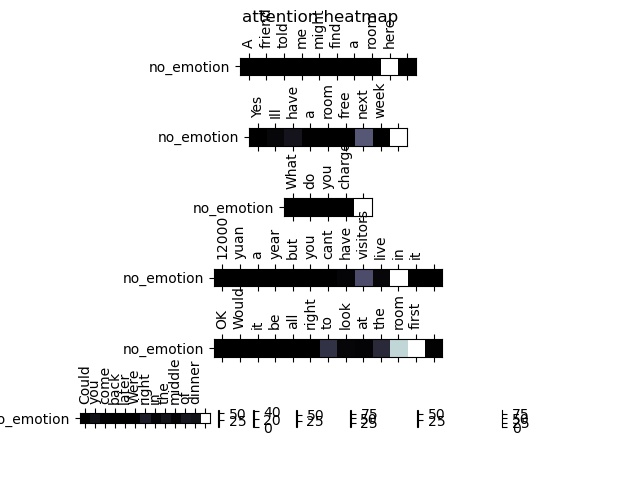 attention heatmap
A friend told me might find a room here
no_emotion
Yes Ill have a room free next week
no_emotion
What do you charge
no_emotion
12000 yuan a year but you cant have visitors live in it
no_emotion
OK Would it be all right to look at the room first
no_emotion
Could you come back later Were right in the middle of dinner
no_emotion
50 40 50 75 50 75
25 20 25 50 25 50
0 25 25
0